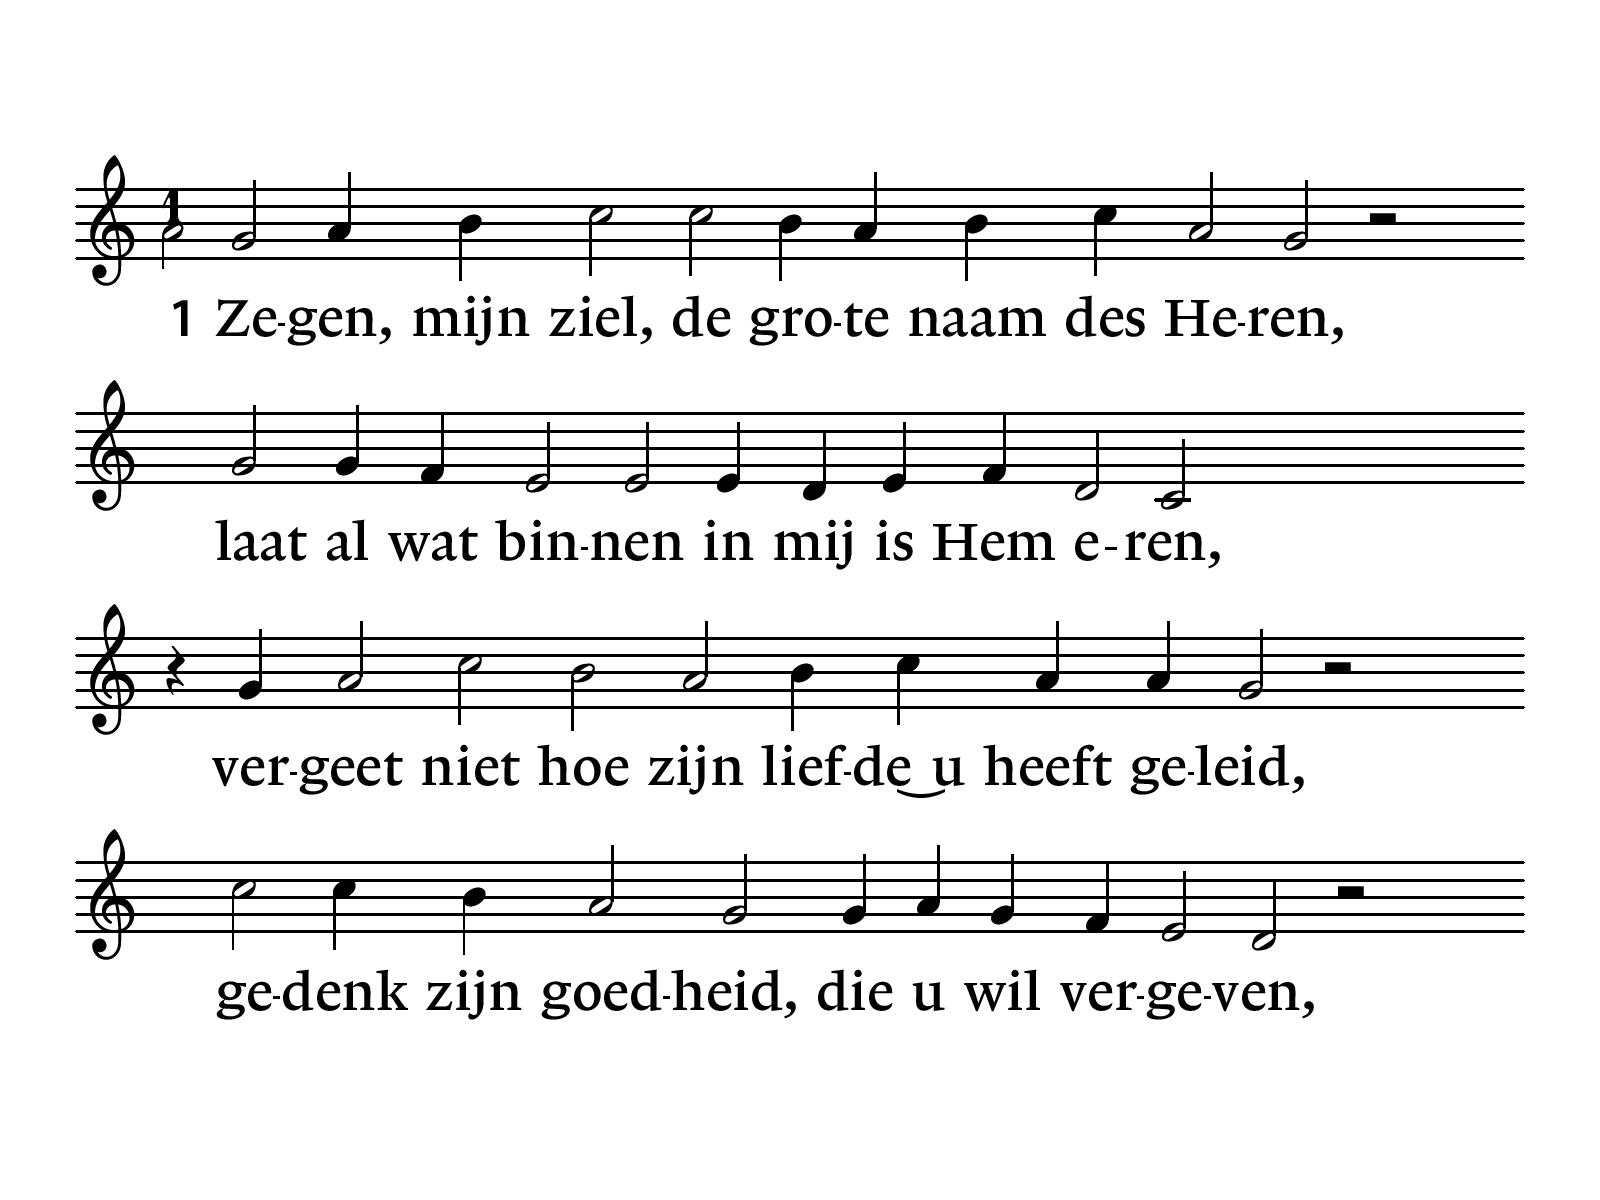 1 Ze-gen, mijn ziel, de gro-te naam des He-ren,
laat al wat bin-nen in mij is Hem e-ren,
ver-geet niet hoe zijn lief-de‿u heeft ge-leid,
ge-denk zijn goed-heid, die u wil ver-ge-ven,